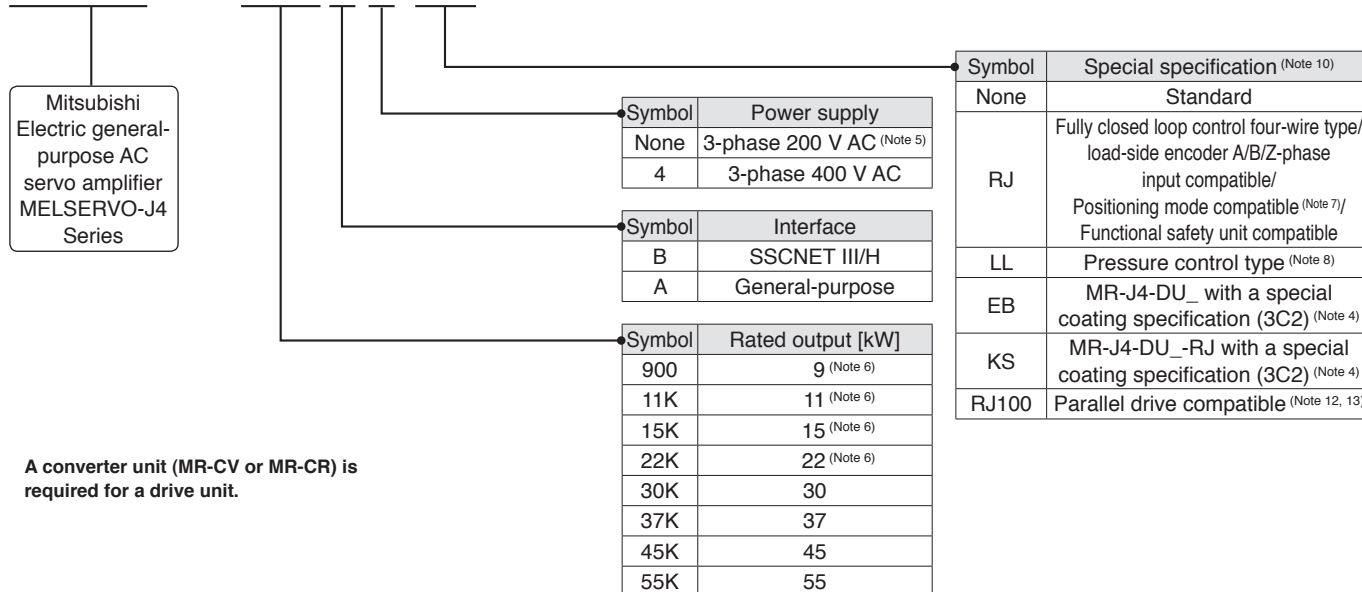 Mitsubishi
Electric general-
purpose AC
servo amplifier
MELSERVO-J4
Series
Symbol Power supply
None 3-phase 200 V AC (Note 5)
4 3-phase 400 V AC
Symbol Interface
B SSCNET III/H
A General-purpose
Symbol Rated output [kW]
900 9 (Note 6)
11K 11 (Note 6)
15K 15 (Note 6)
22K 22 (Note 6)
30K 30
37K 37
45K 45
55K 55
Symbol Special specification (Note 10)
None Standard
RJ
Fully closed loop control four-wire type/
load-side encoder A/B/Z-phase
input compatible/
Positioning mode compatible (Note 7)/
Functional safety unit compatible
LL Pressure control type (Note 8)
EB
MR-J4-DU_ with a special
coating specification (3C2) (Note 4)
KS
MR-J4-DU_-RJ with a special
coating specification (3C2) (Note 4)
RJ100 Parallel drive compatible (Note 12, 13)
A converter unit (MR-CV or MR-CR) is
required for a drive unit.